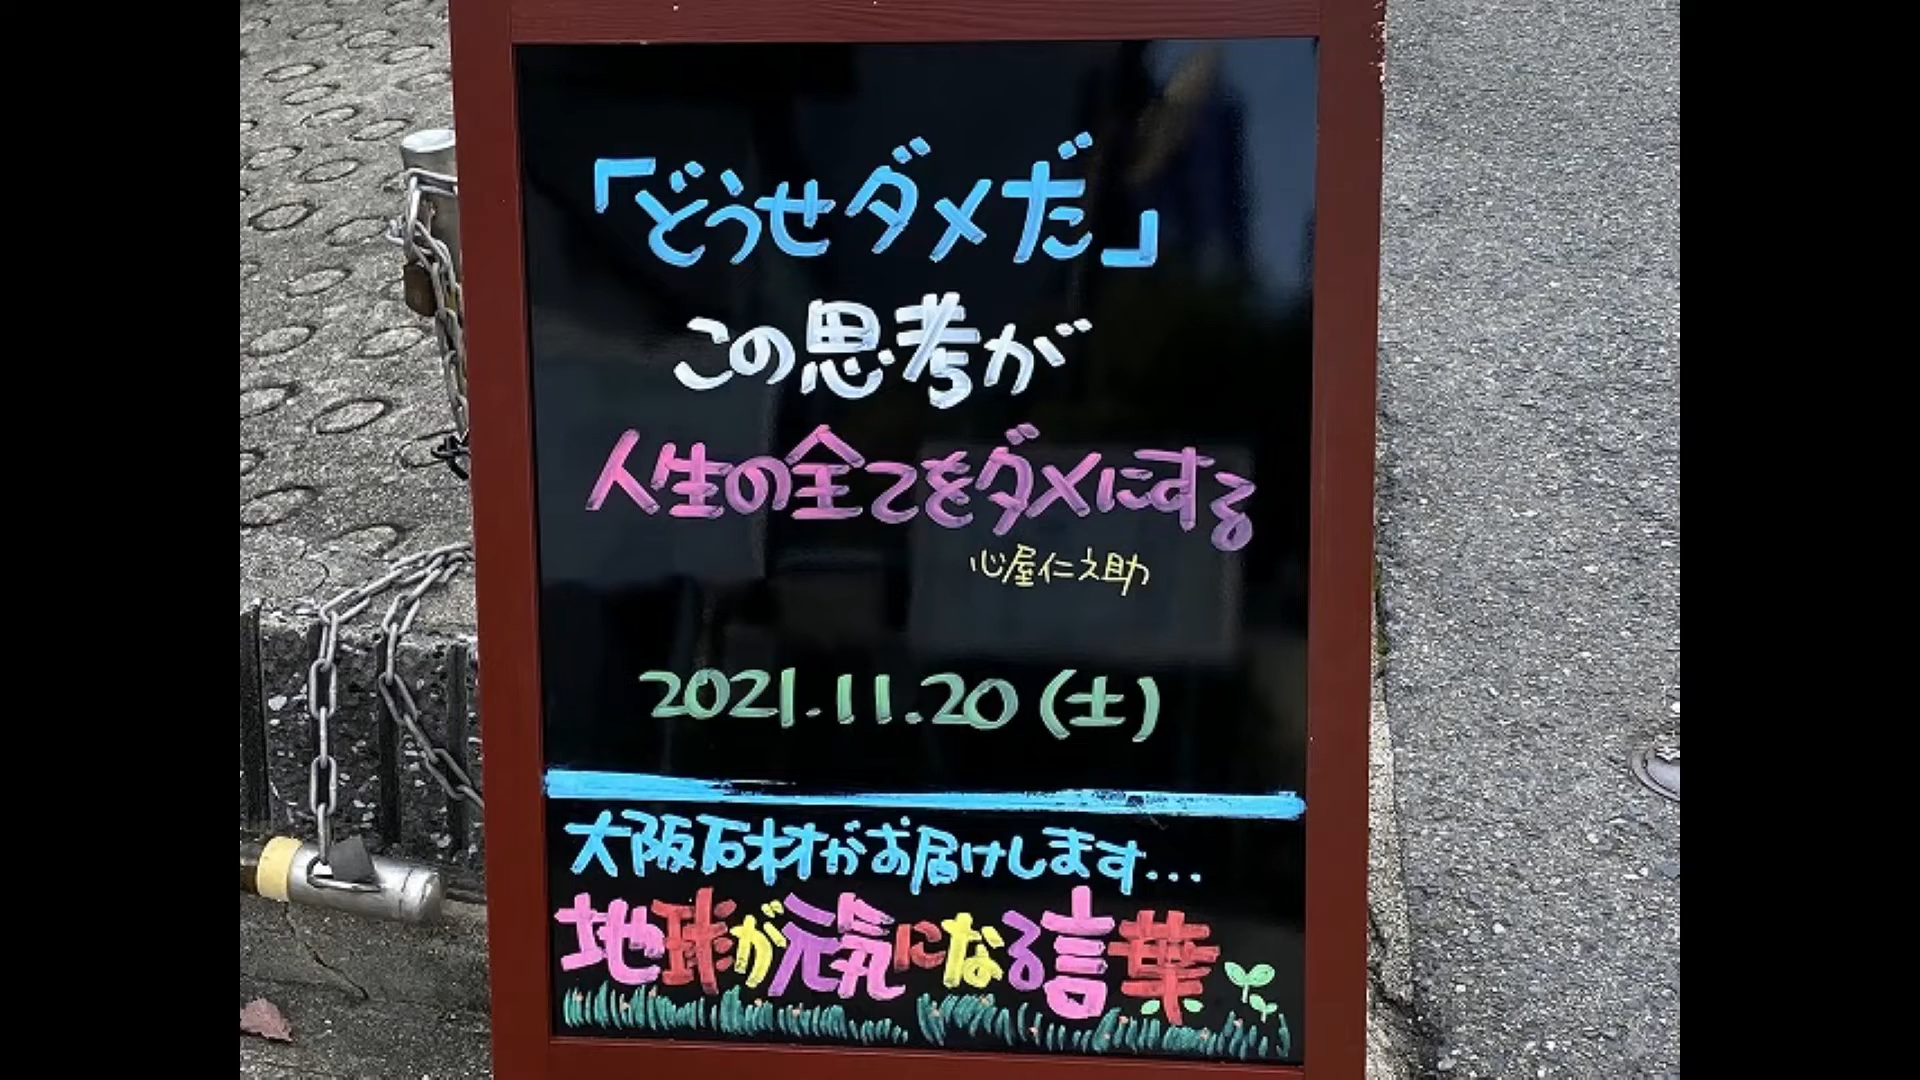 「どうせダメだ」
この思考が
人生の全てをダメにする
心屋仁之助
2021.11.20(土)
大阪石材がお届けします...
地球が元気になる言葉